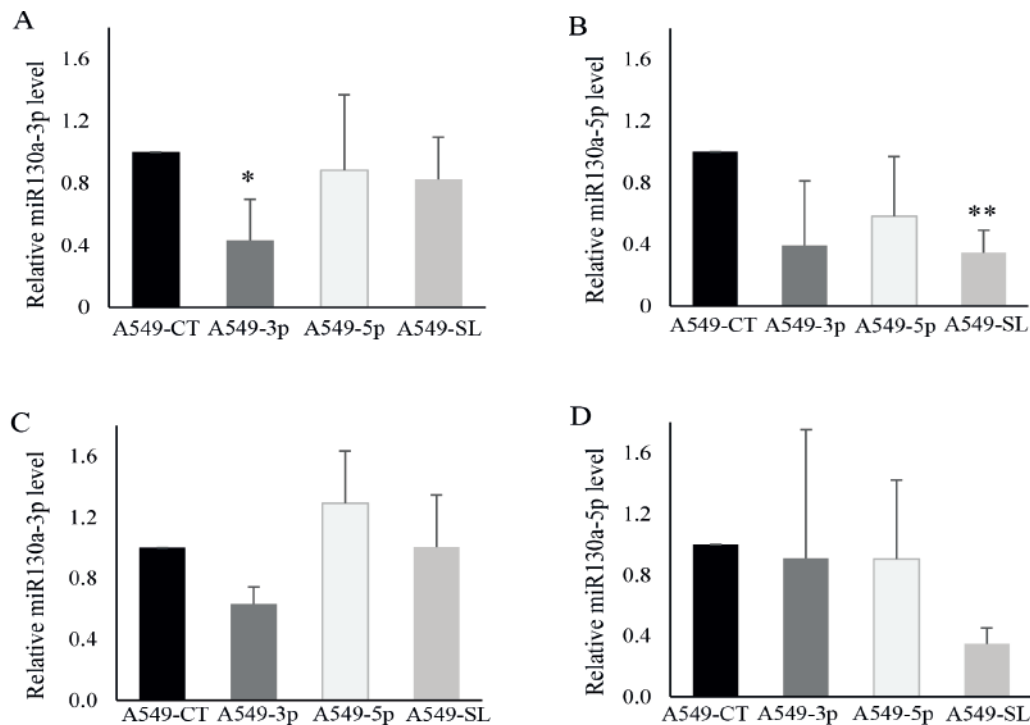 A
Relative miR130a-3p level
1.6
1.2
0.8
0.4
0
*
A549-CT A549-3p A549-5p A549-SL
B
Relative miR130a-5p level
1.6
1.2
0.8
0.4
0
**
A549-CT A549-3p A549-5p A549-SL
C
Relative miR130a-3p level
1.6
1.2
0.8
0.4
0.0
A549-CT A549-3p A549-5p A549-SL
D
Relative miR130a-5p level
1.6
1.2
0.8
0.4
0.0
A549-CT A549-3p A549-5p A549-SL